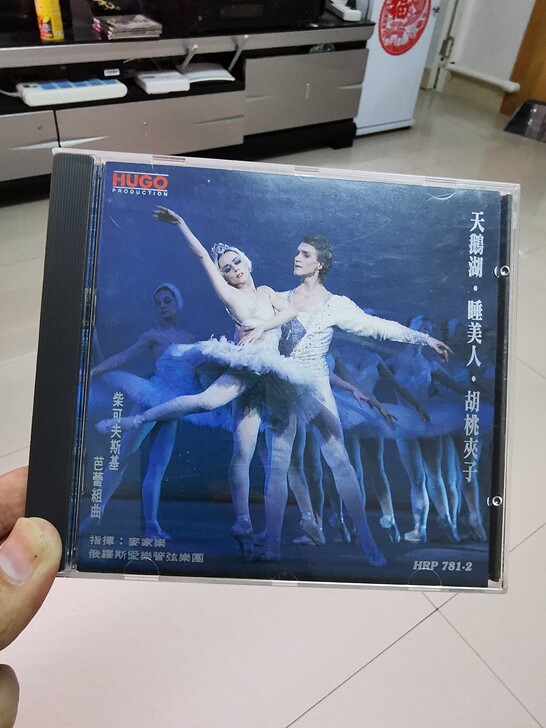 HUGO
PRODUCTION
天鵝湖・睡美人・胡桃夾子
柴可夫斯基
芭蕾組曲
指揮：麥家樂
俄羅斯愛樂管弦樂團
HRP 781-2